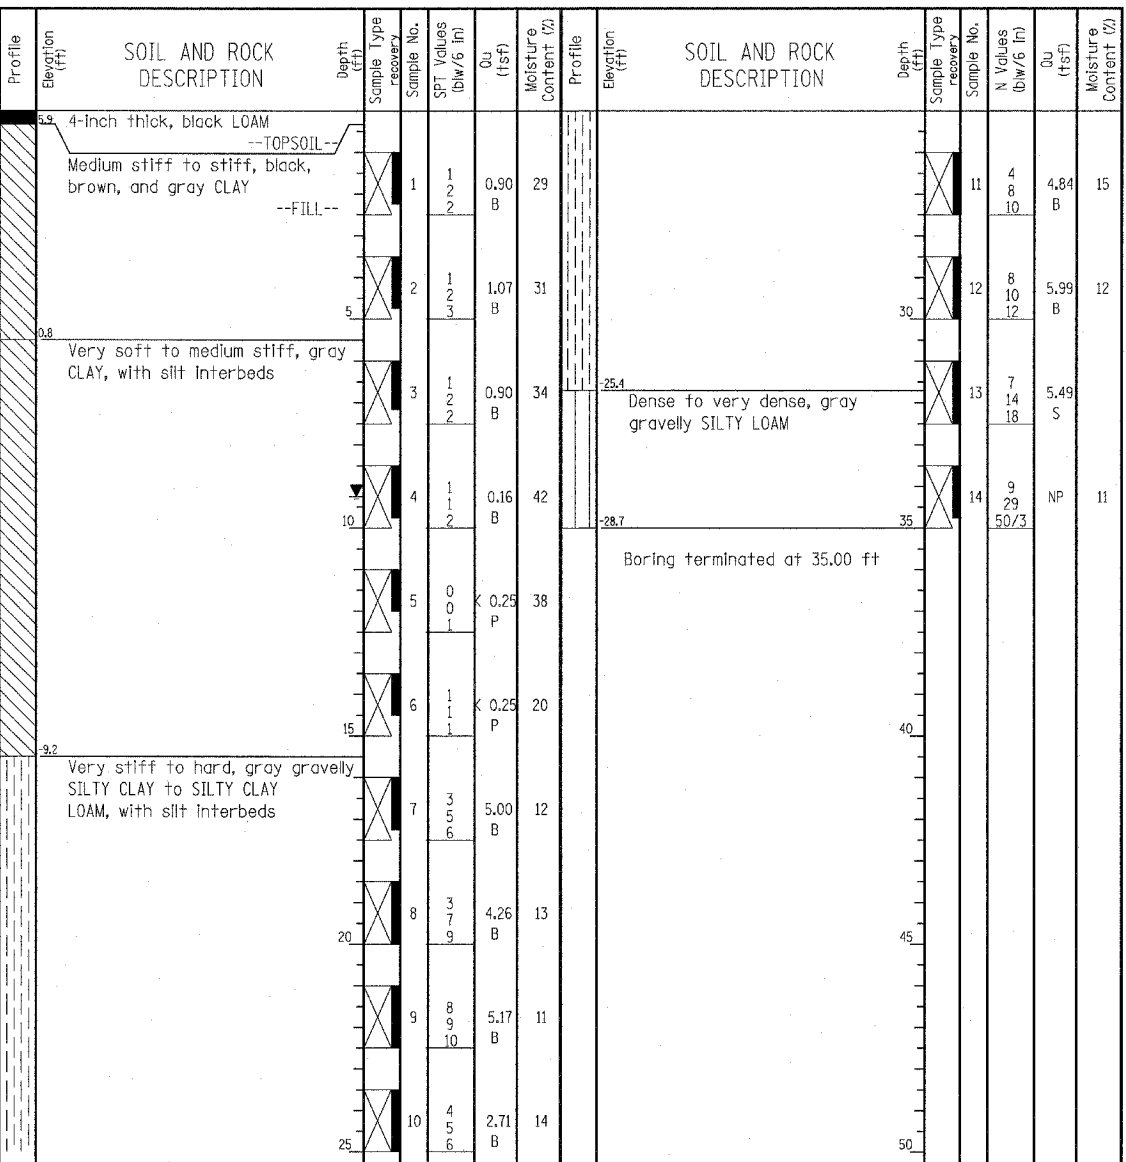 Profile
Elevation
(ft)
SOIL AND ROCK
DESCRIPTION
Depth
(ft)
Sample Type
recovery
Sample No.
SPT Values
(blw/6 in)
Qu
(tsf)
Moisture
Content (%)
5.9
4-inch thick, black LOAM
--TOPSOIL--
Medium stiff to stiff, black,
brown, and gray CLAY
--FILL--
1
1
2
2
0.90
B
29
2
1
2
3
1.07
B
31
5
0.8
Very soft to medium stiff, gray
CLAY, with silt interbeds
3
1
2
2
0.90
B
34
4
1
1
2
0.16
B
42
10
5
0
0
1
< 0.25
P
38
6
1
1
1
< 0.25
P
20
15
-9.2
Very stiff to hard, gray gravelly
SILTY CLAY to SILTY CLAY
LOAM, with silt interbeds
7
3
5
6
5.00
B
12
8
3
7
9
4.26
B
13
20
9
8
9
10
5.17
B
11
10
4
5
6
2.71
B
14
25
Profile
Elevation
(ft)
SOIL AND ROCK
DESCRIPTION
Depth
(ft)
Sample Type
recovery
Sample No.
N Values
(blw/6 in)
Qu
(tsf)
Moisture
Content (%)
11
4
8
10
4.84
B
15
12
8
10
12
5.99
B
12
30
-25.4
Dense to very dense, gray
gravelly SILTY LOAM
13
7
14
18
5.49
S
14
9
29
50/3
NP
11
35
-28.7
Boring terminated at 35.00 ft
40
45
50